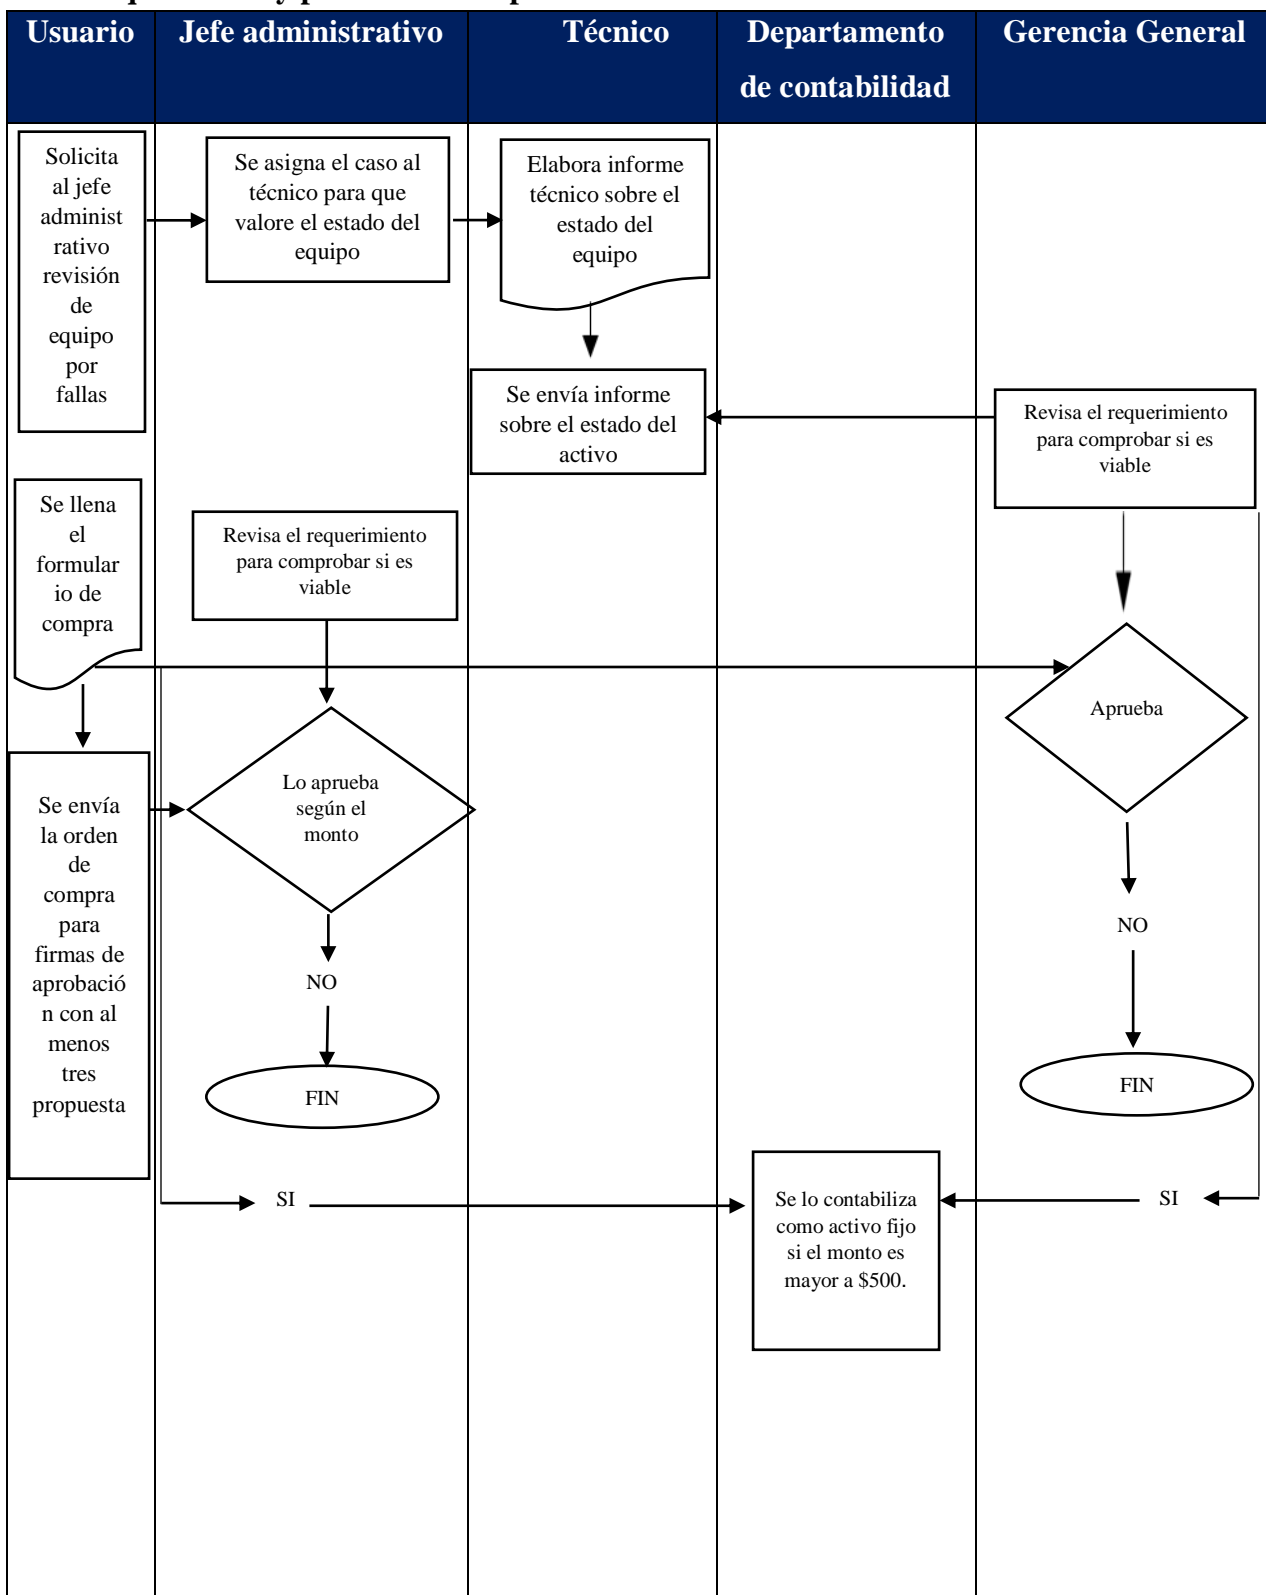 Usuario
Jefe administrativo
Técnico
Departamento
de contabilidad
Gerencia General
Solicita
al jefe
administ
rativo
revisión
de
equipo
por
fallas
Se asigna el caso al
técnico para que
valore el estado del
equipo
Elabora informe
técnico sobre el
estado del
equipo
Se envía informe
sobre el estado del
activo
Revisa el requerimiento
para comprobar si es
viable
Se llena
el
formular
io de
compra
Revisa el requerimiento
para comprobar si es
viable
Aprueba
Lo aprueba
según el
monto
Se envía
la orden
de
compra
para
firmas de
aprobació
n con al
menos
tres
propuesta
NO
NO
FIN
FIN
SI
Se lo contabiliza
como activo fijo
si el monto es
mayor a $500.
SI